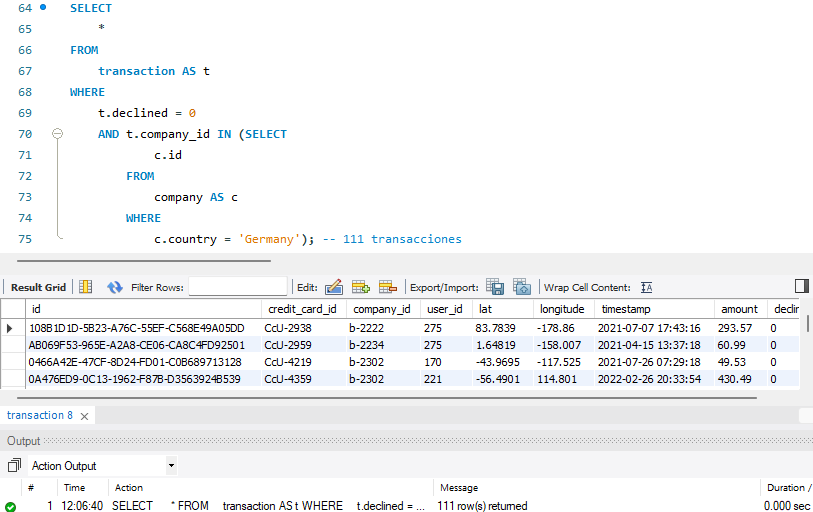 64 SELECT
65 *
66 FROM
67 transaction AS t
68 WHERE
69 t.declined = 0
70 AND t.company_id IN (SELECT
71 c.id
72 FROM
73 company AS c
74 WHERE
75 c.country = 'Germany'); -- 111 transacciones
Result Grid Filter Rows: Edit: Export/Import: Wrap Cell Content:
id credit_card_id company_id user_id lat longitude timestamp amount declin
108B1D1D-5B23-A76C-55EF-C568E49A05DD CcU-2938 b-2222 275 83.7839 -178.86 2021-07-07 17:43:16 293.57 0
AB069F53-965E-A2A8-CE06-CA8C4FD92501 CcU-2959 b-2234 275 1.64819 -158.007 2021-04-15 13:37:18 60.99 0
0466A42E-47CF-8D24-FD01-C0B689713128 CcU-4219 b-2302 170 -43.9695 -117.525 2021-07-26 07:29:18 49.53 0
0A476ED9-0C13-1962-F87B-D3563924B539 CcU-4359 b-2302 221 -56.4901 114.801 2022-02-26 20:33:54 430.49 0
transaction 8
Output
Action Output
# Time Action Message Duration /
1 12:06:40 SELECT * FROM transaction AS t WHERE t.declined = ... 111 row(s) returned 0.000 sec